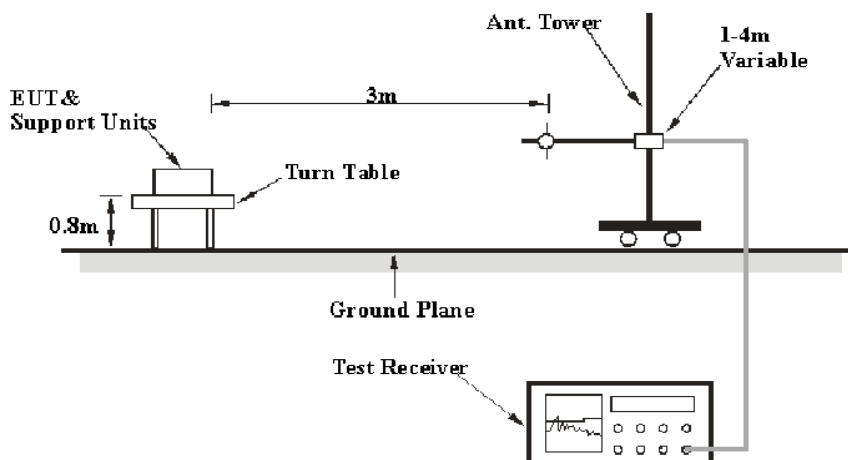 Ant. Tower
1-4m
Variable
3m
EUT &
Support Units
Turn Table
0.8m
Ground Plane
Test Receiver